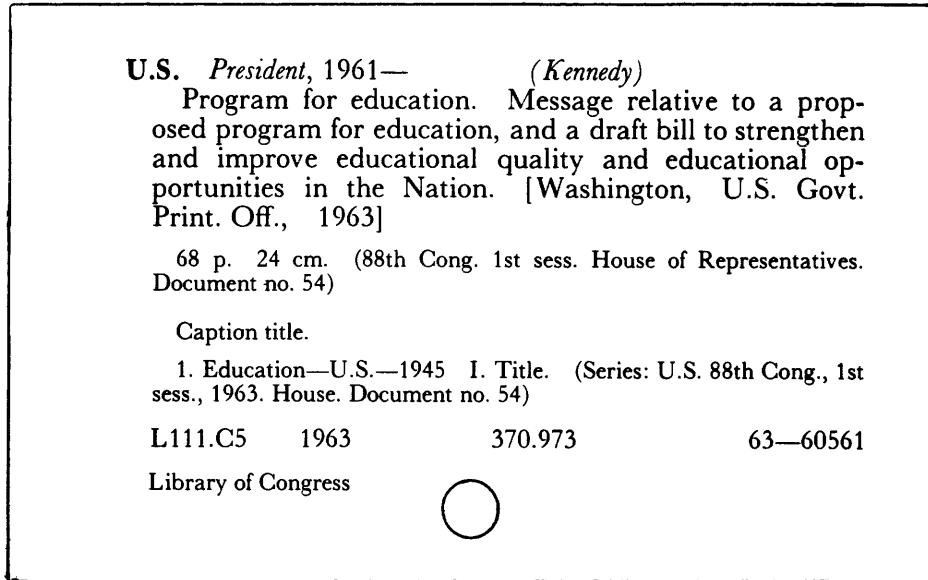 U.S. President, 1961— (Kennedy)
Program for education. Message relative to a prop-
osed program for education, and a draft bill to strengthen
and improve educational quality and educational op-
portunities in the Nation. [Washington, U.S. Govt.
Print. Off., 1963]
68 p. 24 cm. (88th Cong. 1st sess. House of Representatives.
Document no. 54)
Caption title.
1. Education—U.S.—1945 I. Title. (Series: U.S. 88th Cong., 1st
sess., 1963. House. Document no. 54)
L111.C5 1963 370.973 63—60561
Library of Congress